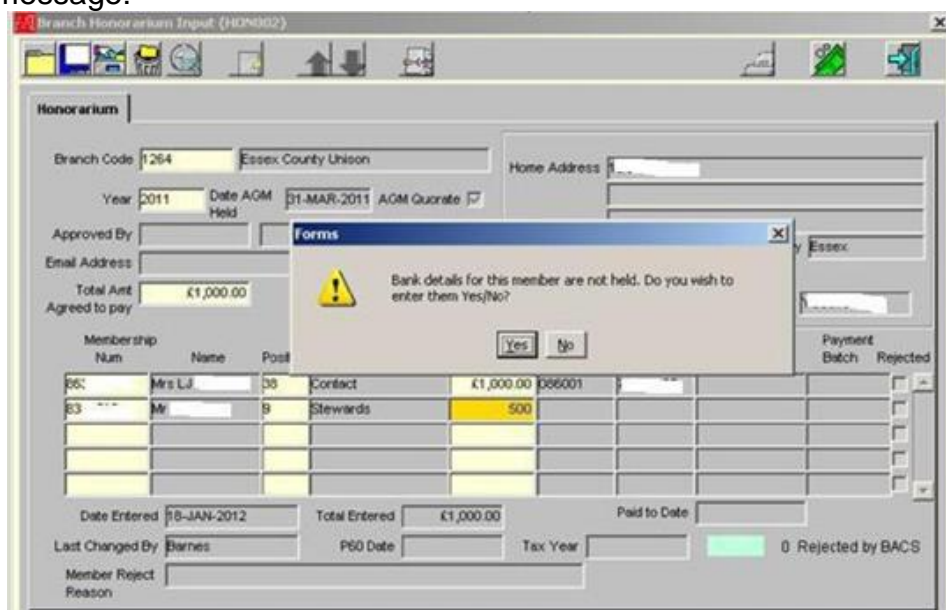 message.
Branch Honorarium Input (HON002)
Honorarium
Branch Code 1264 Essex County Unison
Home Address
Year 2011 Date AGM Held 31-MAR-2011 AGM Quorate
Approved By
Forms
Essex
Email Address
Bank details for this member are not held. Do you wish to
enter them Yes/No?
Total Amt £1,000.00
Agreed to pay
Yes No
Membership Payment
Num Name Posit Batch Rejected
Mrs LJ 38 Contact £1,000.00 086001
83 Mr 9 Stewards 500
Date Entered 18-JAN-2012 Total Entered £1,000.00 Paid to Date
Last Changed By Barnes P60 Date Tax Year 0 Rejected by BACS
Member Reject
Reason